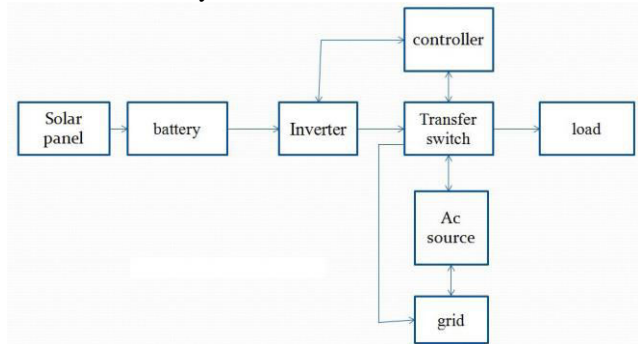 controller
Solar
panel
battery
Inverter
Transfer
switch
load
Ac
source
grid